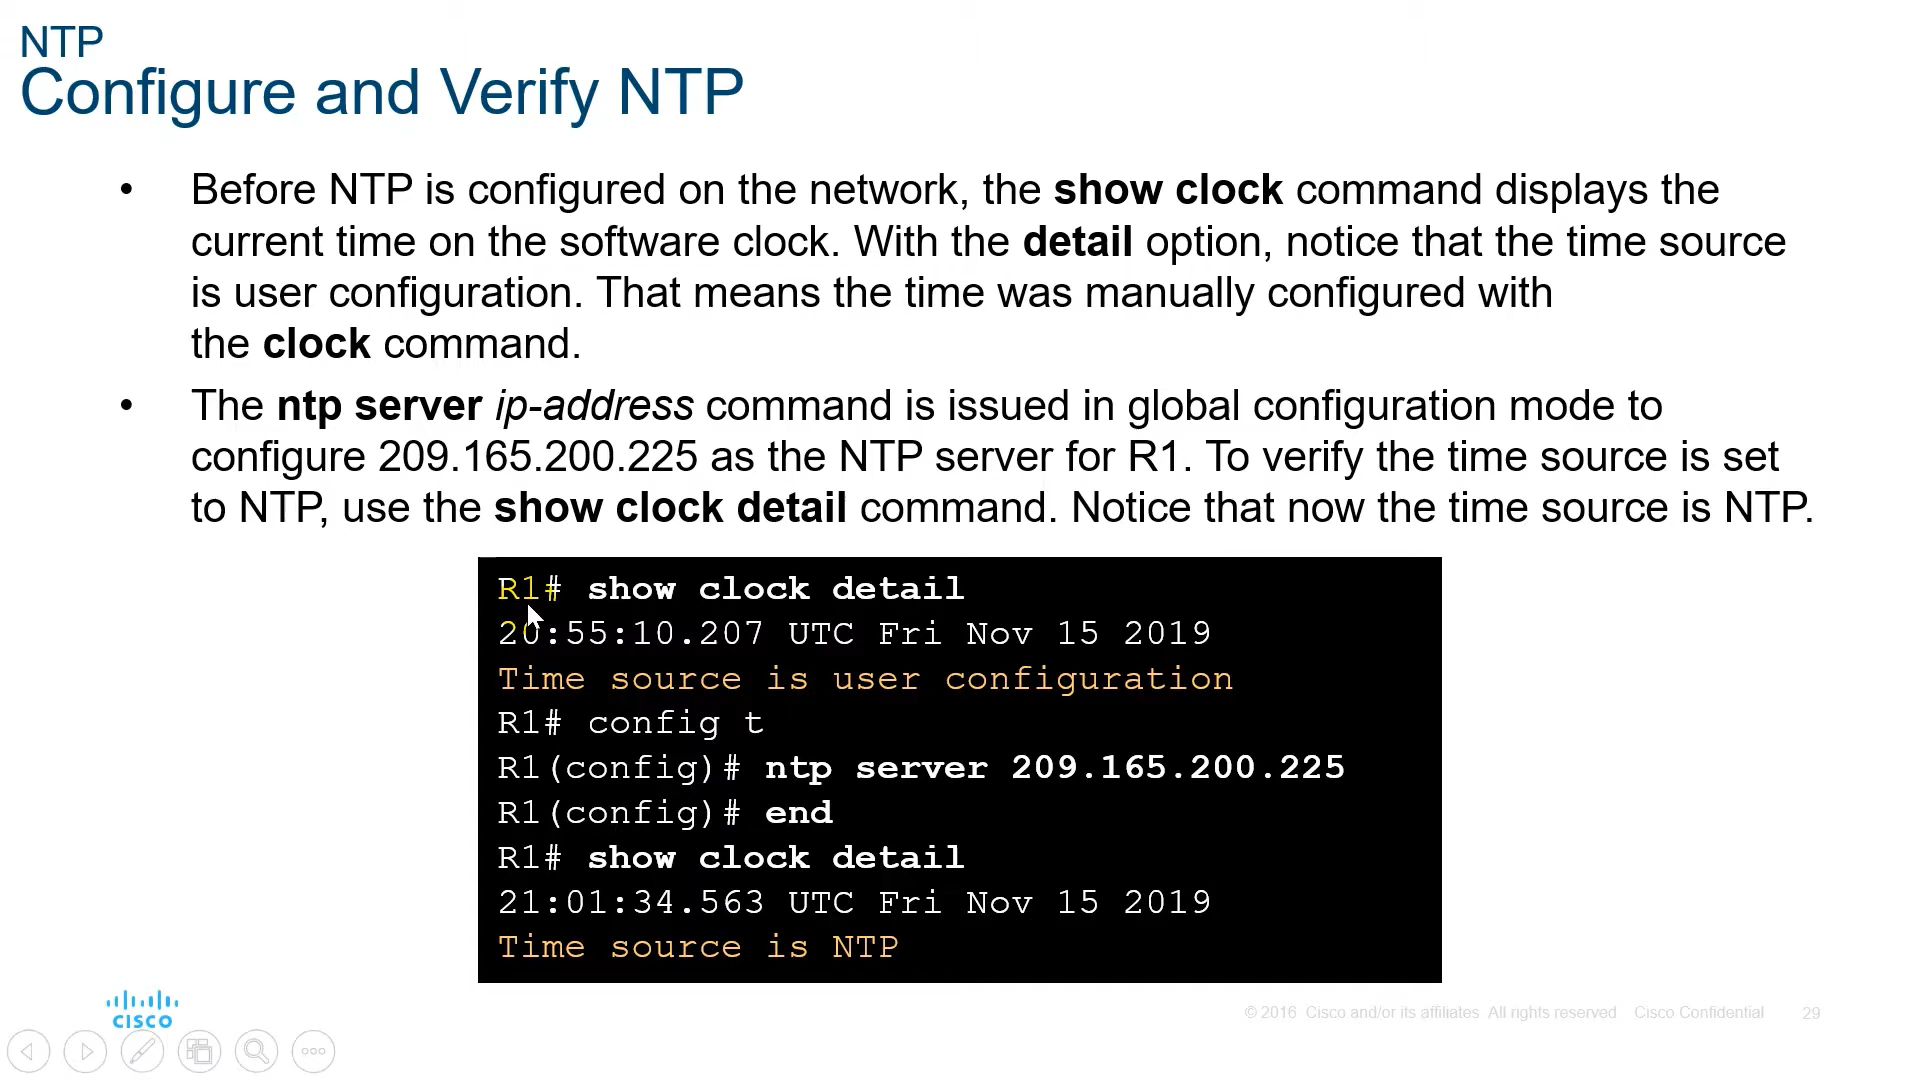 NTP
Configure and Verify NTP
• Before NTP is configured on the network, the show clock command displays the
current time on the software clock. With the detail option, notice that the time source
is user configuration. That means the time was manually configured with
the clock command.
• The ntp server ip-address command is issued in global configuration mode to
configure 209.165.200.225 as the NTP server for R1. To verify the time source is set
to NTP, use the show clock detail command. Notice that now the time source is NTP.
R1# show clock detail
20:55:10.207 UTC Fri Nov 15 2019
Time source is user configuration
R1# config t
R1(config)# ntp server 209.165.200.225
R1(config)# end
R1# show clock detail
21:01:34.563 UTC Fri Nov 15 2019
Time source is NTP
CISCO
© 2016 Cisco and/or its affiliates All rights reserved Cisco Confidential 29